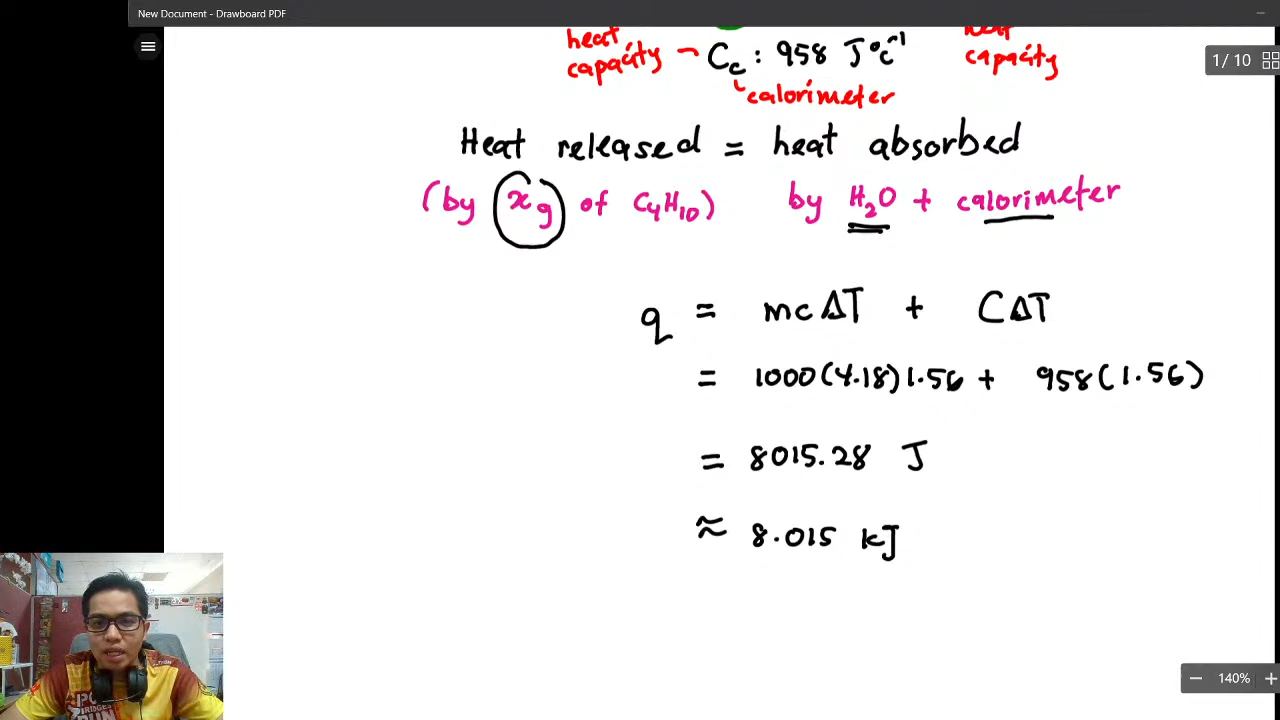 New Document - Drawboard PDF
1 / 10
heat heat
capacity - C_c : 958 J°c⁻¹ capacity
calorimeter
Heat released = heat absorbed
(by x g of C₄H₁₀) by H₂O + calorimeter
q = mcΔT + CΔT
= 1000(4.18)1.56 + 958(1.56)
= 8015.28 J
≈ 8.015 kJ
140%